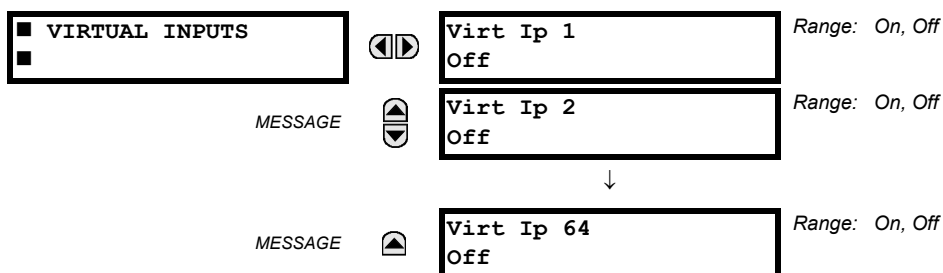 ■ VIRTUAL INPUTS
■
Virt Ip 1
Off
Range: On, Off
MESSAGE
Virt Ip 2
Off
Range: On, Off
↓
MESSAGE
Virt Ip 64
Off
Range: On, Off